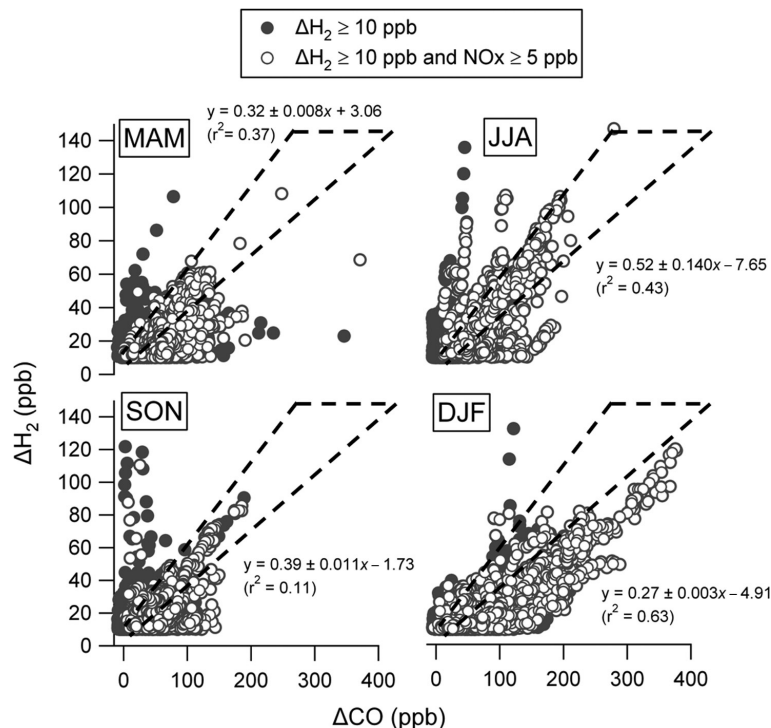 ΔH₂ ≥ 10 ppb
ΔH₂ ≥ 10 ppb and NOx ≥ 5 ppb
y = 0.32 ± 0.008x + 3.06
(r² = 0.37)
MAM
JJA
140
120
100
80
60
40
20
0
y = 0.52 ± 0.140x – 7.65
(r² = 0.43)
SON
DJF
140
120
100
80
60
40
20
0
y = 0.39 ± 0.011x – 1.73
(r² = 0.11)
y = 0.27 ± 0.003x – 4.91
(r² = 0.63)
0 100 200 300 400
0 100 200 300 400
ΔH₂ (ppb)
ΔCO (ppb)